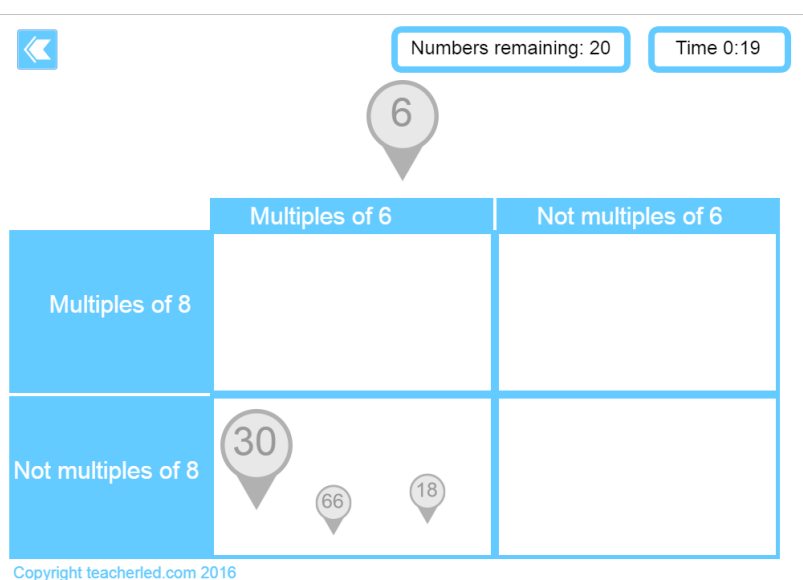 Numbers remaining: 20
Time 0:19
6
Multiples of 6
Not multiples of 6
Multiples of 8
Not multiples of 8
30
66
18
Copyright teacherled.com 2016